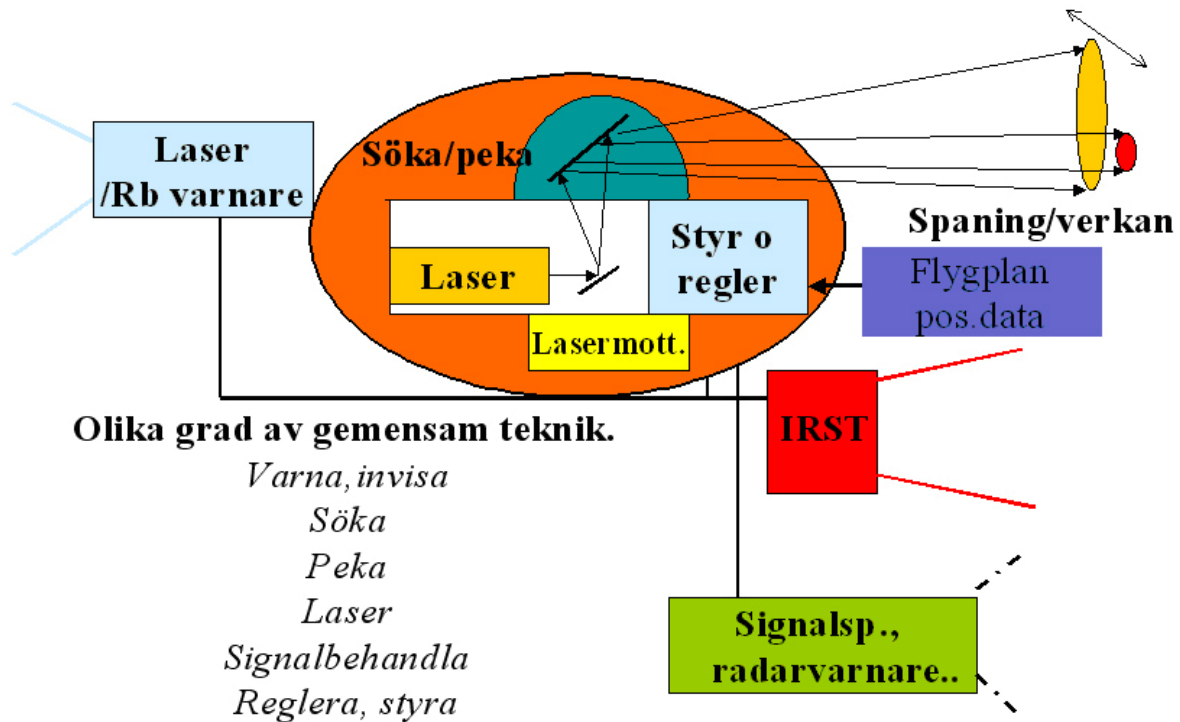 Laser
/Rb varnare
Söka/peka
Laser
Styr o
regler
Lasermott.
Spaning/verkan
Flygplan
pos.data
IRST
Olika grad av gemensam teknik.
Varna,invisa
Söka
Peka
Laser
Signalbehandla
Reglera, styra
Signalsp.,
radarvarnare..